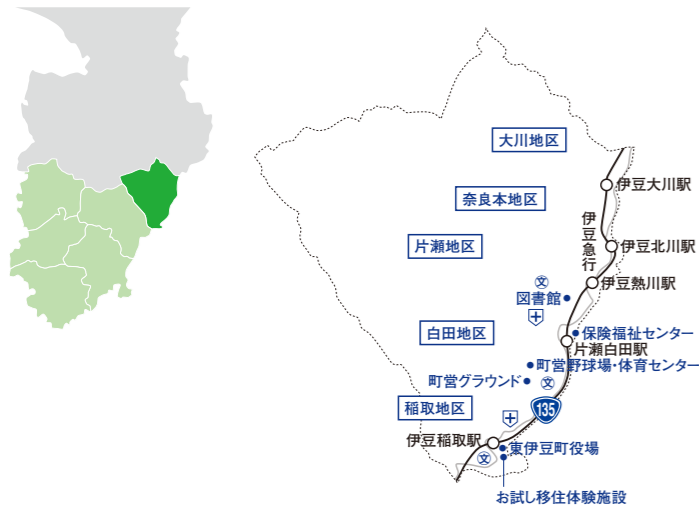 大川地区
伊豆大川駅
奈良本地区
伊豆急行
片瀬地区
伊豆北川駅
伊豆熱川駅
文
図書館
保険福祉センター
白田地区
片瀬白田駅
町営野球場・体育センター
町営グラウンド
文
稲取地区
135
伊豆稲取駅
東伊豆町役場
文
お試し移住体験施設